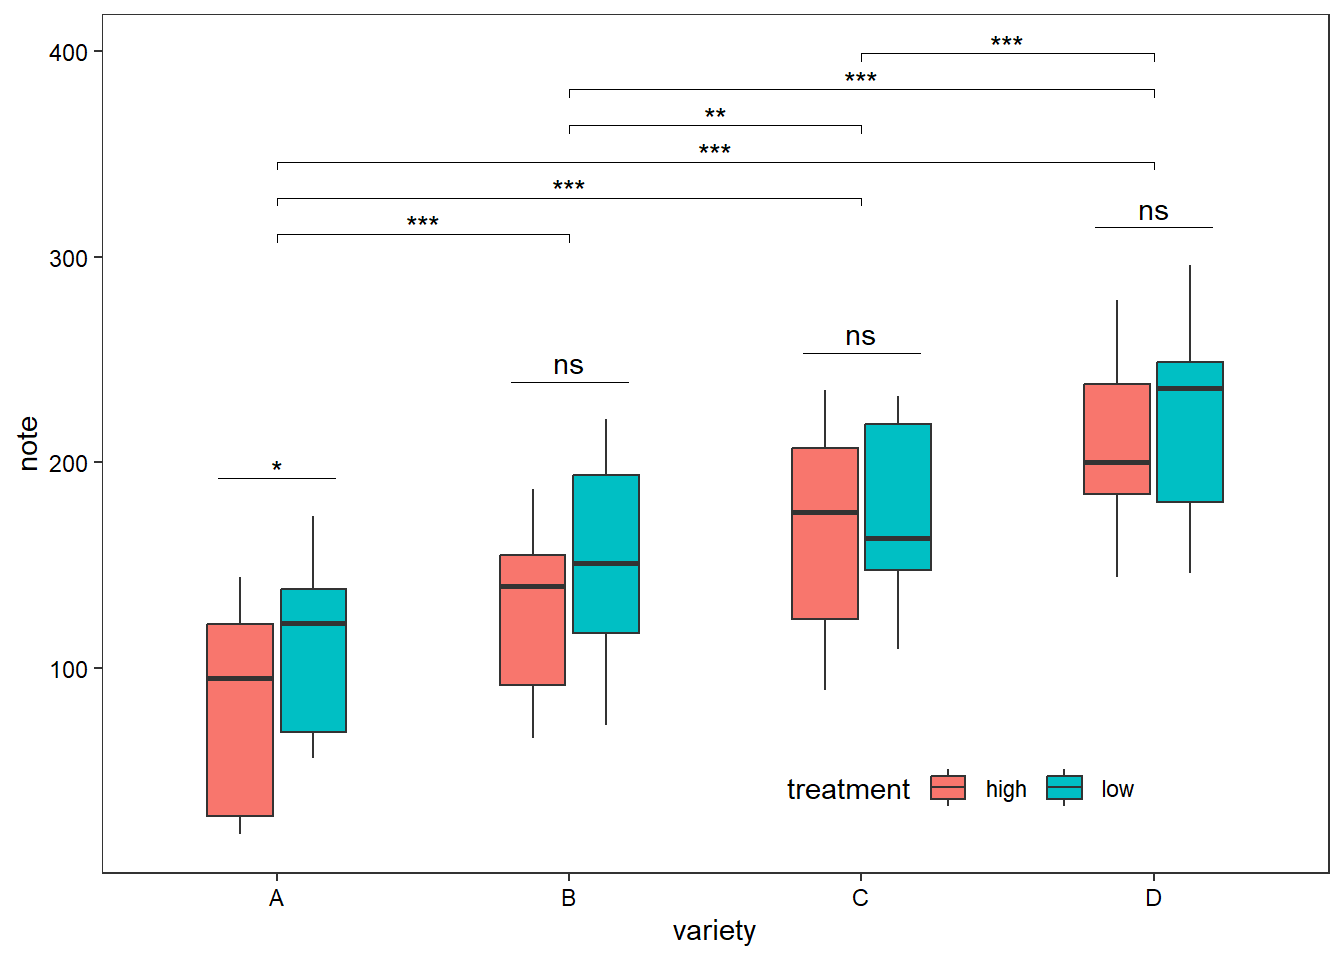 400
***
***
**
***
***
***
300
ns
ns
ns
note
200
*
100
treatment high low
A B C D
variety